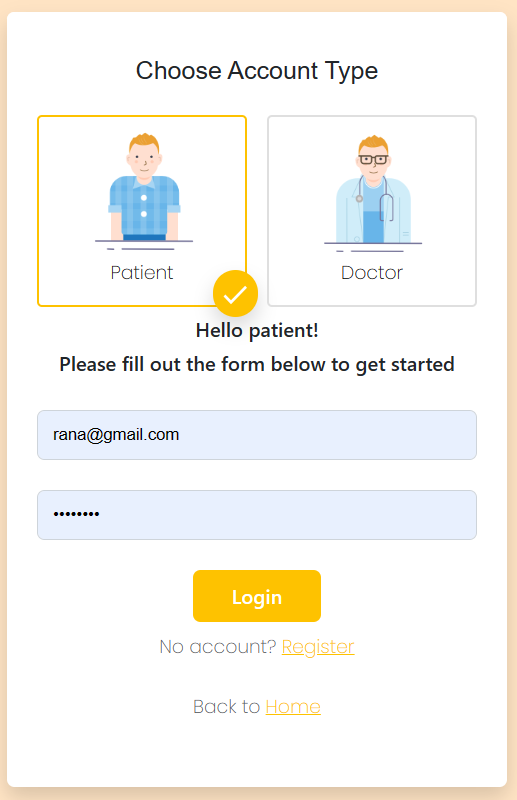 Choose Account Type
Patient
Doctor
Hello patient!
Please fill out the form below to get started
rana@gmail.com
••••••••
Login
No account? Register
Back to Home